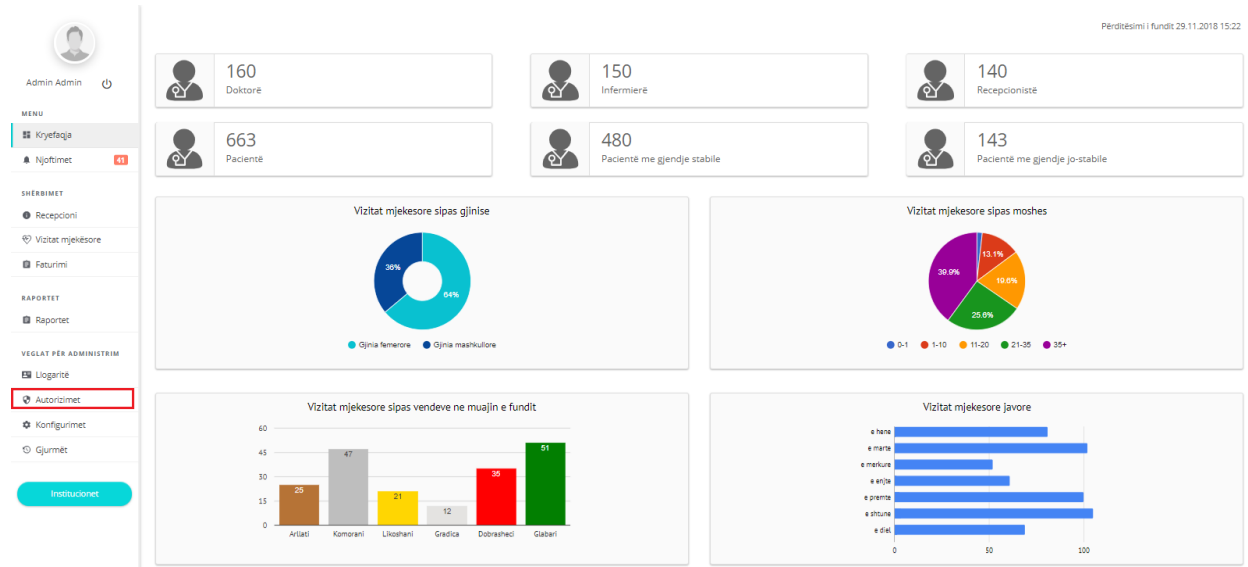 Përditësimi i fundit 29.11.2018 15:22
Admin Admin
MENU
Kryefaqja
Njoftimet 41
SHËRBIMET
Recepcioni
Vizitat mjekësore
Faturimi
RAPORTET
Raportet
VEGLAT PËR ADMINISTRIM
Llogaritë
Autorizimet
Konfigurimet
Gjurmët
Institucionet
160
Doktorë
150
Infermierë
140
Recepcionistë
663
Pacientë
480
Pacientë me gjendje stabile
143
Pacientë me gjendje jo-stabile
Vizitat mjekesore sipas gjinise
36%
64%
Gjinia femerore Gjinia mashkullore
Vizitat mjekesore sipas moshes
13.1%
39.9%
19.6%
25.6%
0-1 1-10 11-20 21-35 35+
Vizitat mjekesore sipas vendeve ne muajin e fundit
60
45
30
15
0
25 47 21 12 35 51
Arllati Komorani Likoshani Gradica Dobrasheci Glabari
Vizitat mjekesore javore
e hene
e marte
e merkure
e enjte
e premte
e shtune
e diel
0 50 100